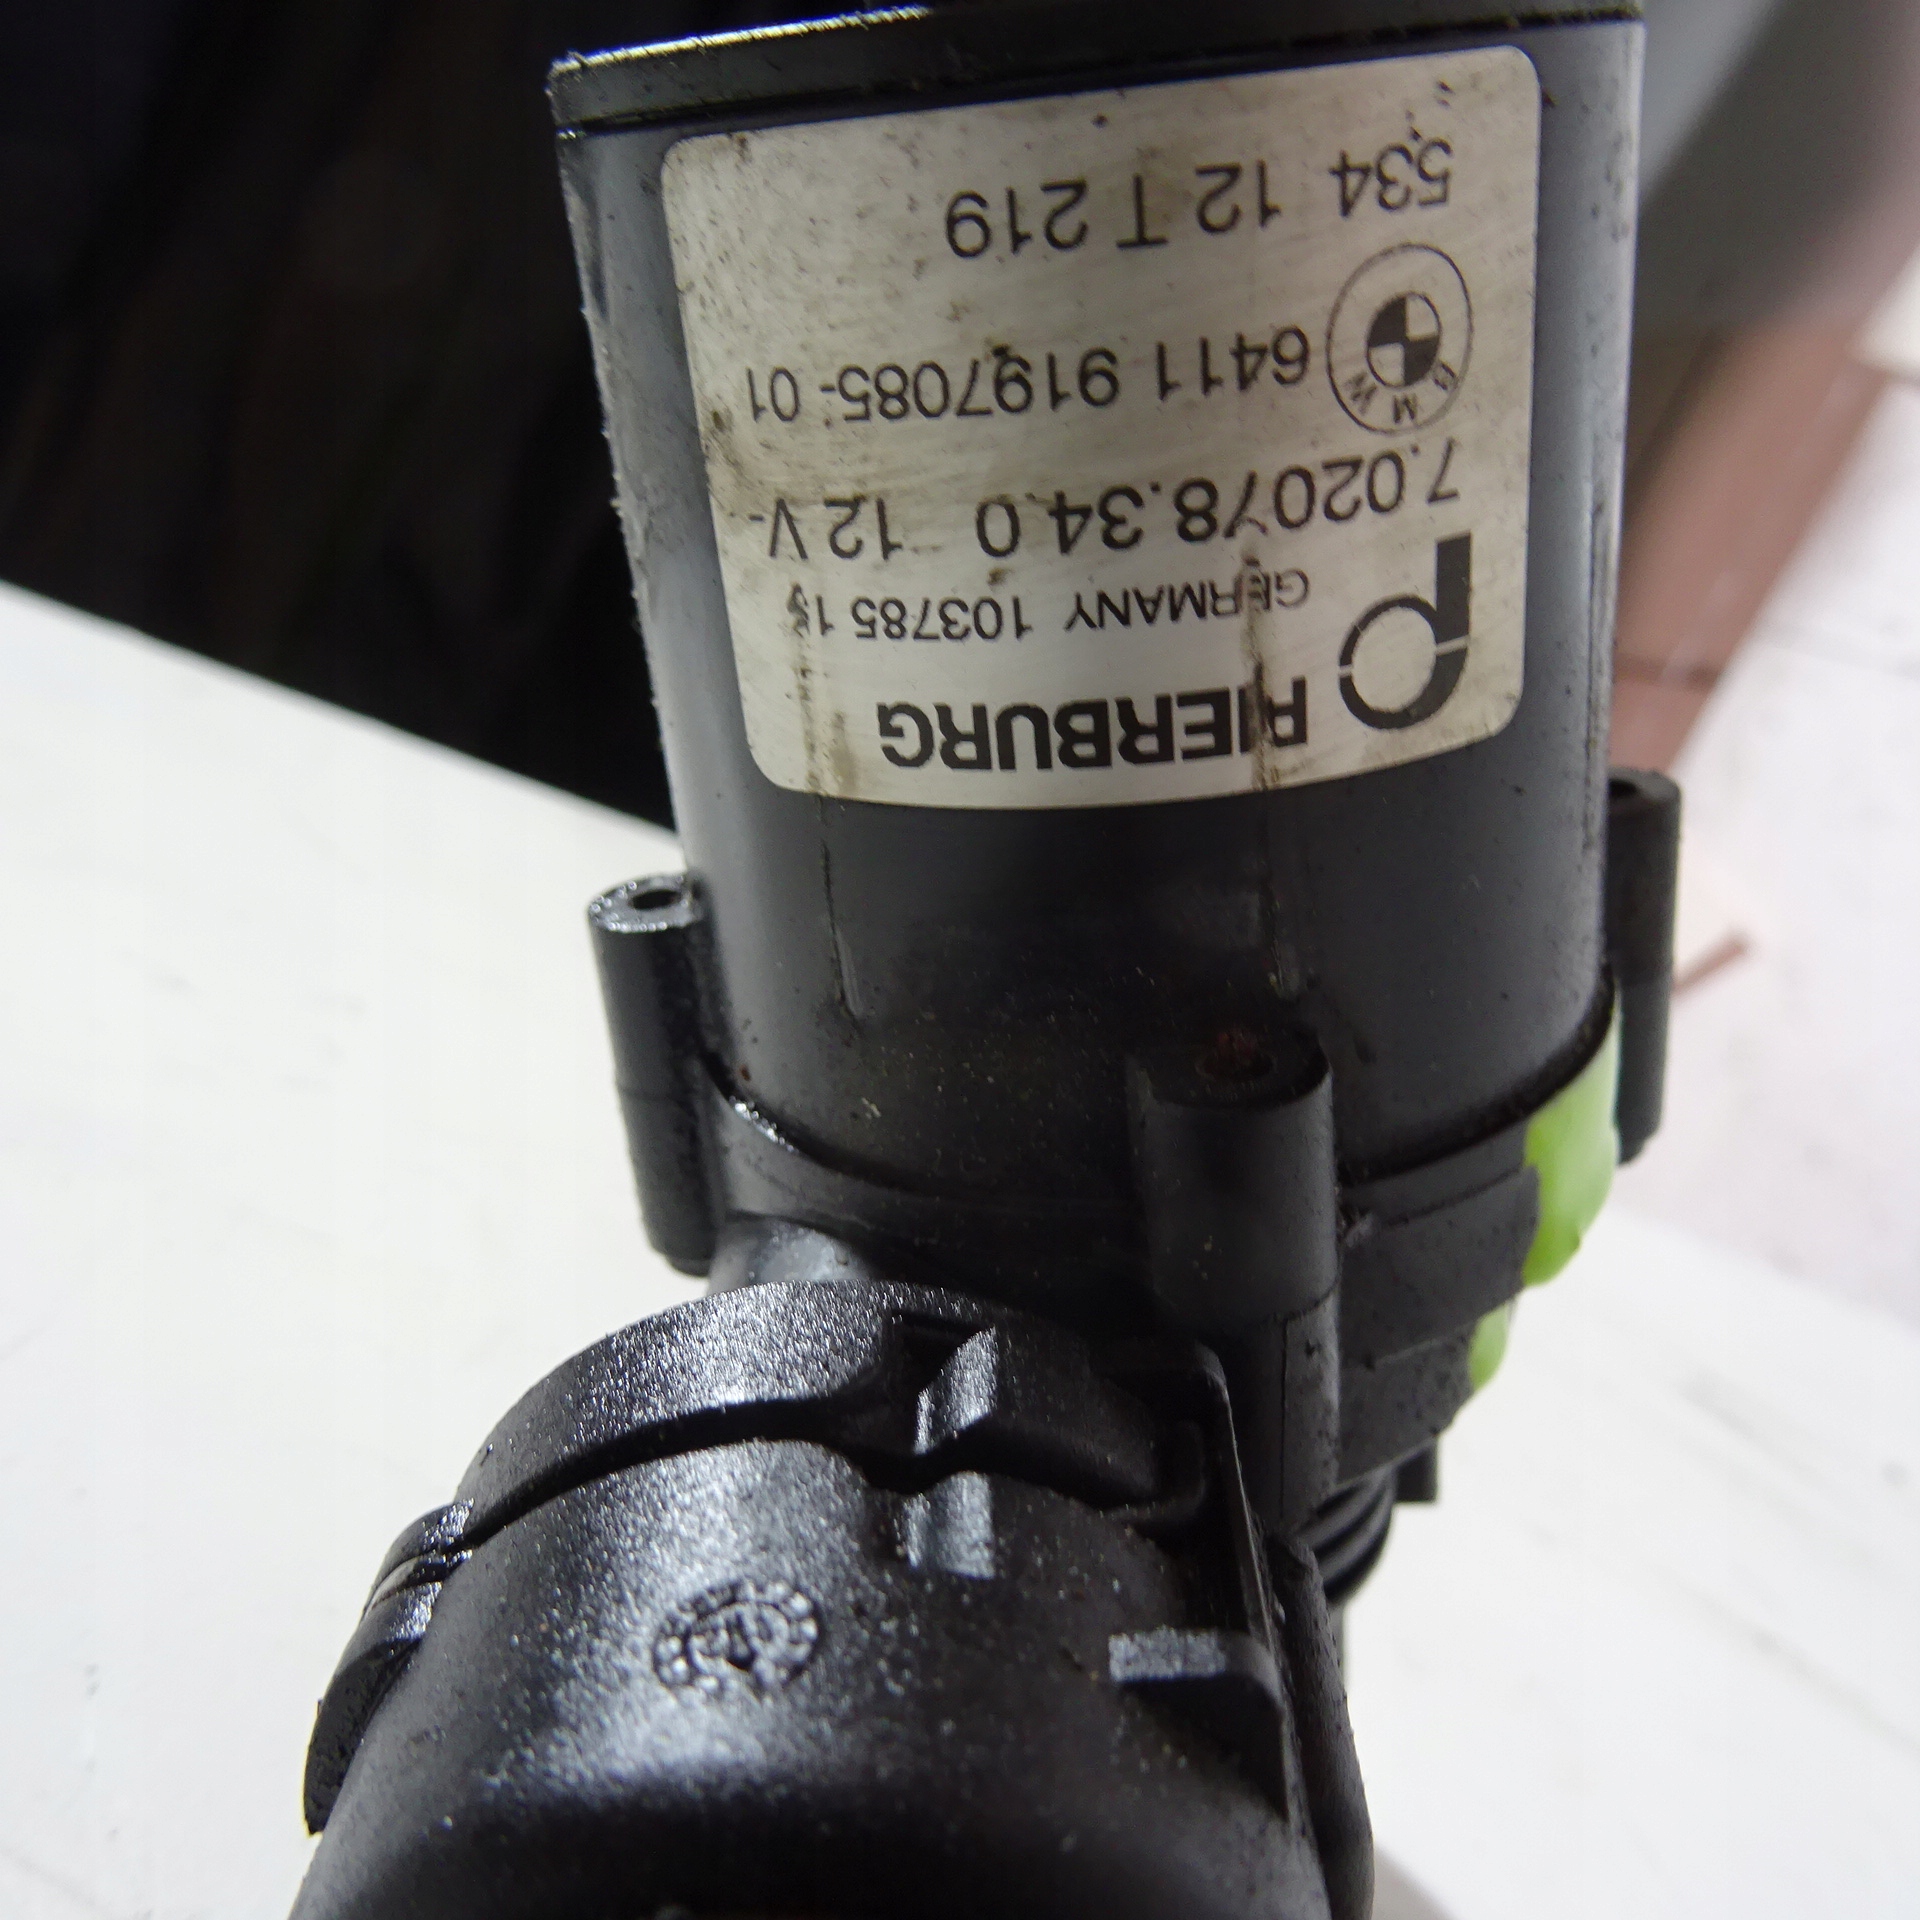 PIERBURG
GERMANY 103785 15
7.02078.34.0 12 V-
BMW 6411 9197085-01
534 12 T 219